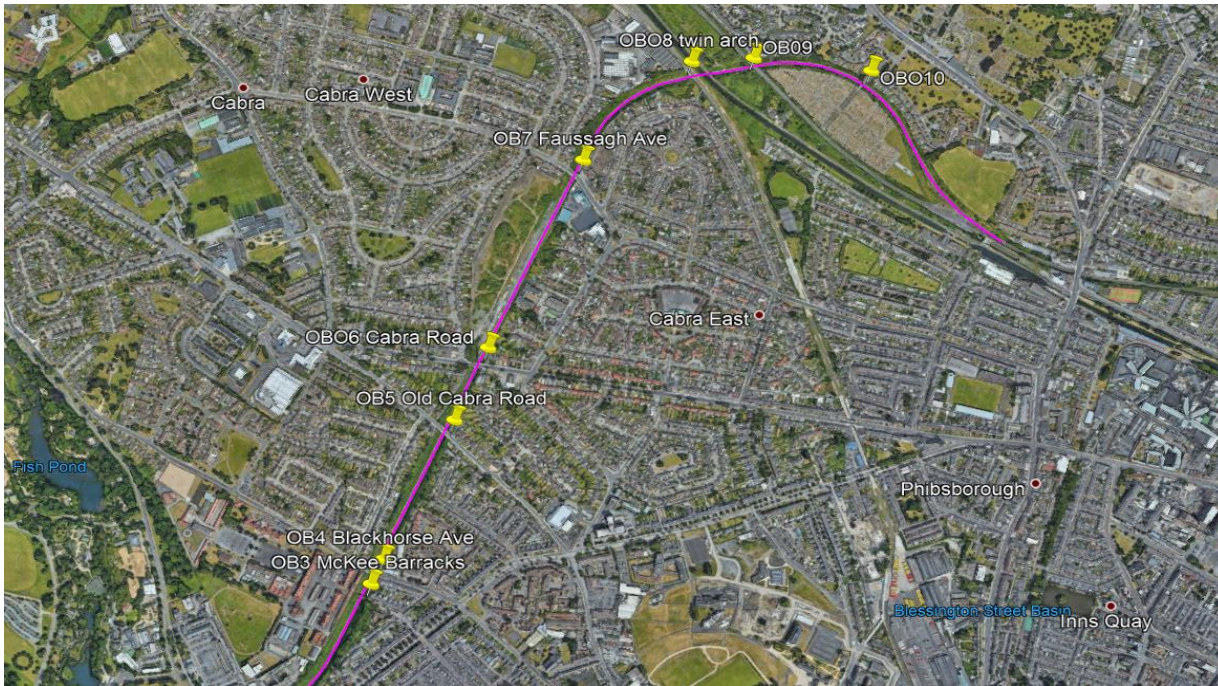 OBO8 twin arch
OB09
OBO10
Cabra West
Cabra
OB7 Faussagh Ave
Cabra East
OBO6 Cabra Road
OB5 Old Cabra Road
Fish Pond
Phibsborough
OB4 Blackhorse Ave
OB3 McKee Barracks
Blessington Street Basin
Inns Quay